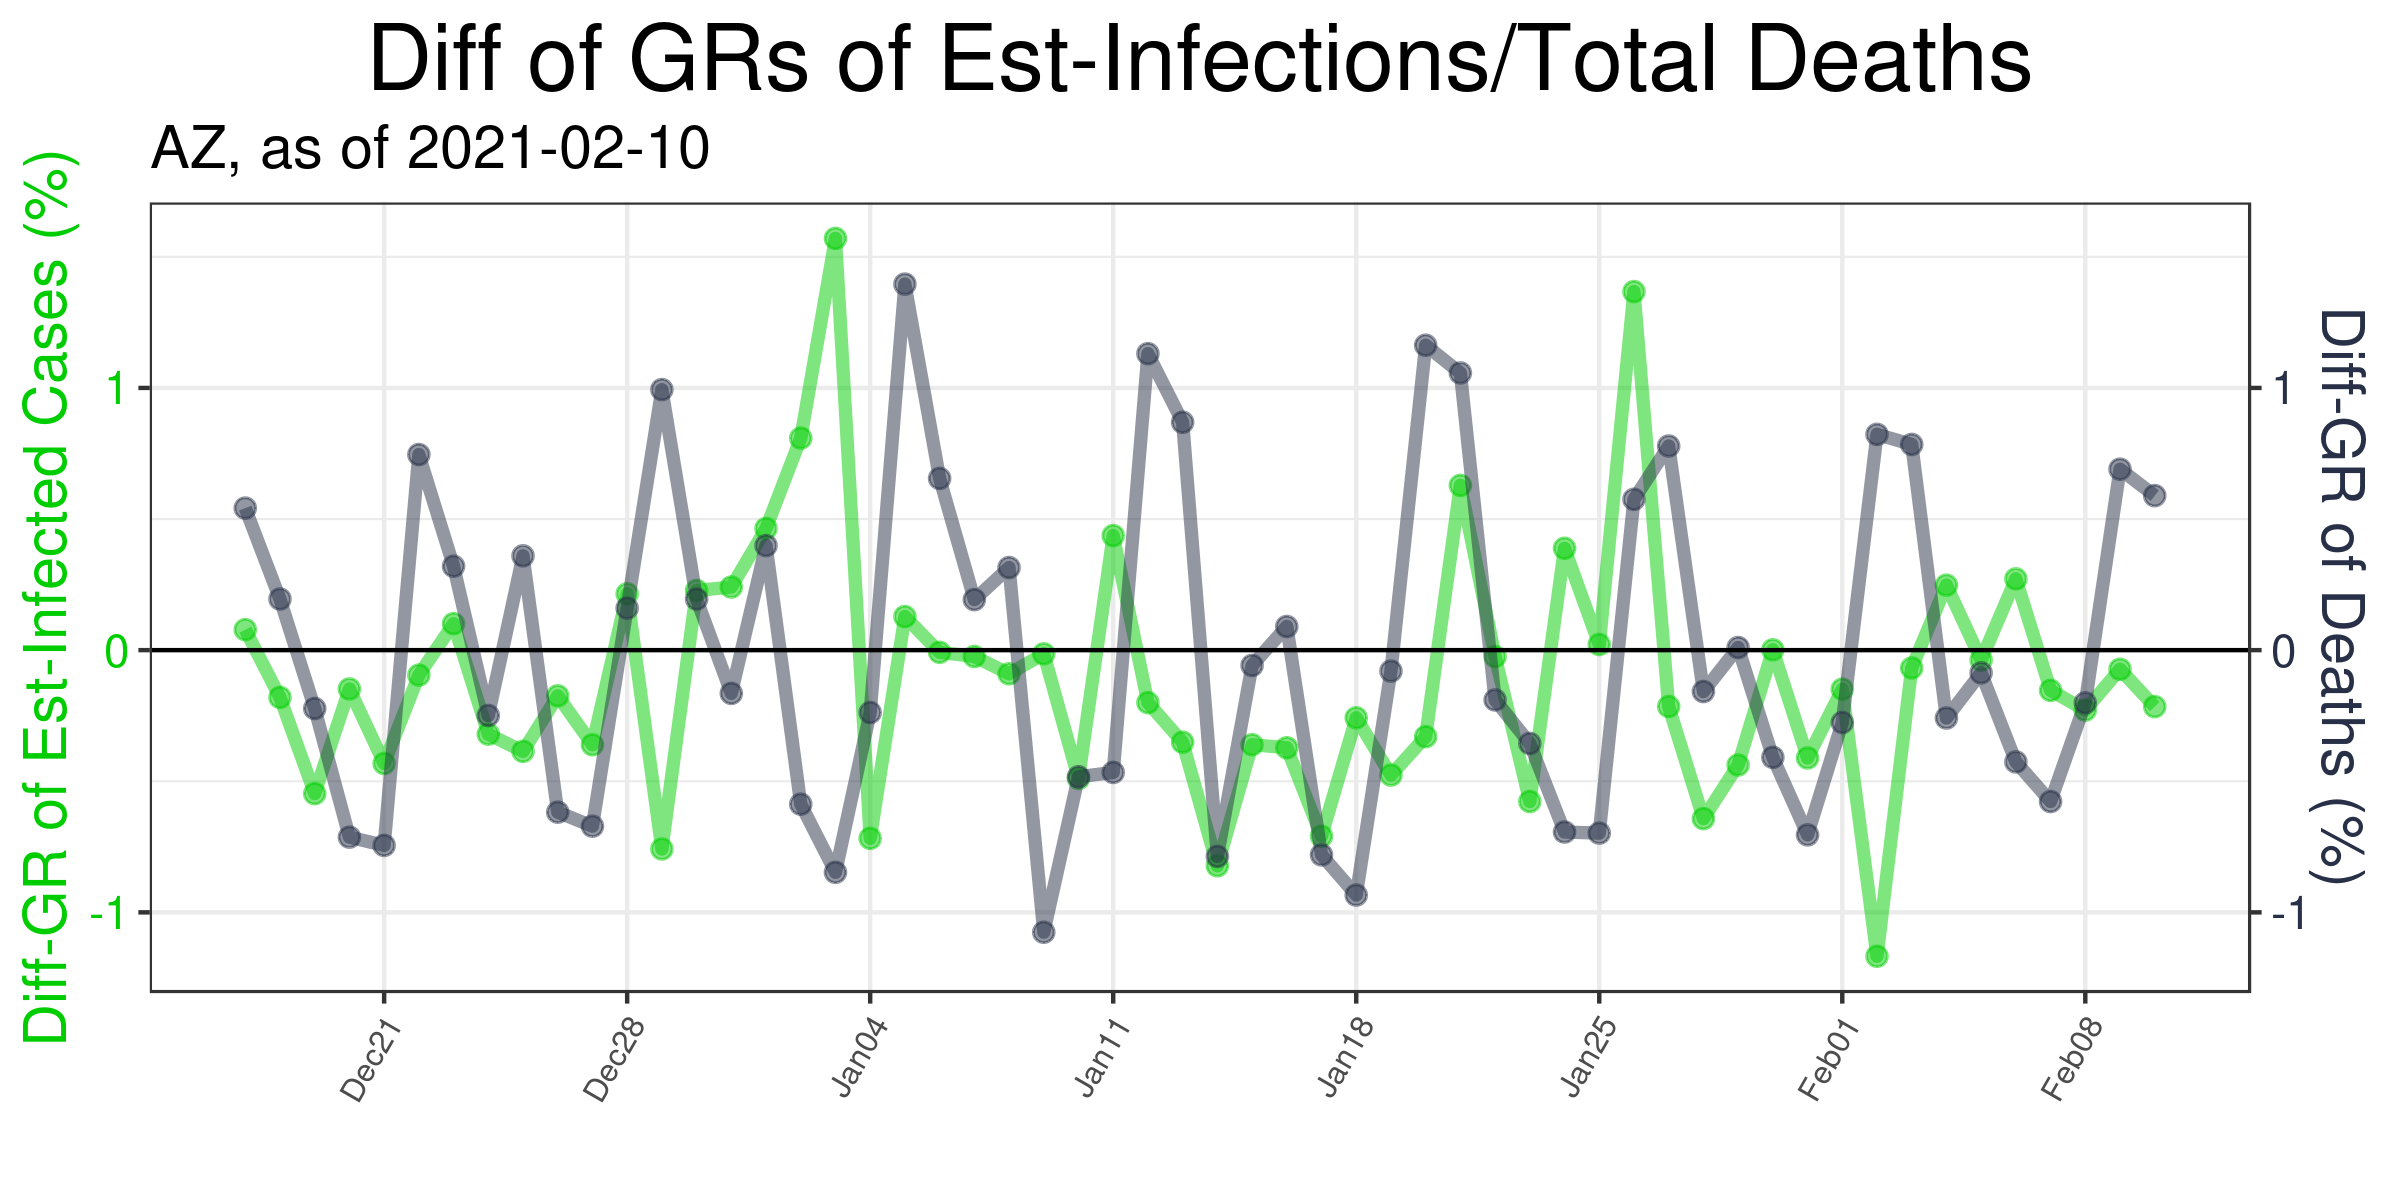 Diff of GRs of Est-Infections/Total Deaths
AZ, as of 2021-02-10
Diff-GR of Est-Infected Cases (%)
1
0
-1
1
0
-1
Diff-GR of Deaths (%)
Dec21
Dec28
Jan04
Jan11
Jan18
Jan25
Feb01
Feb08